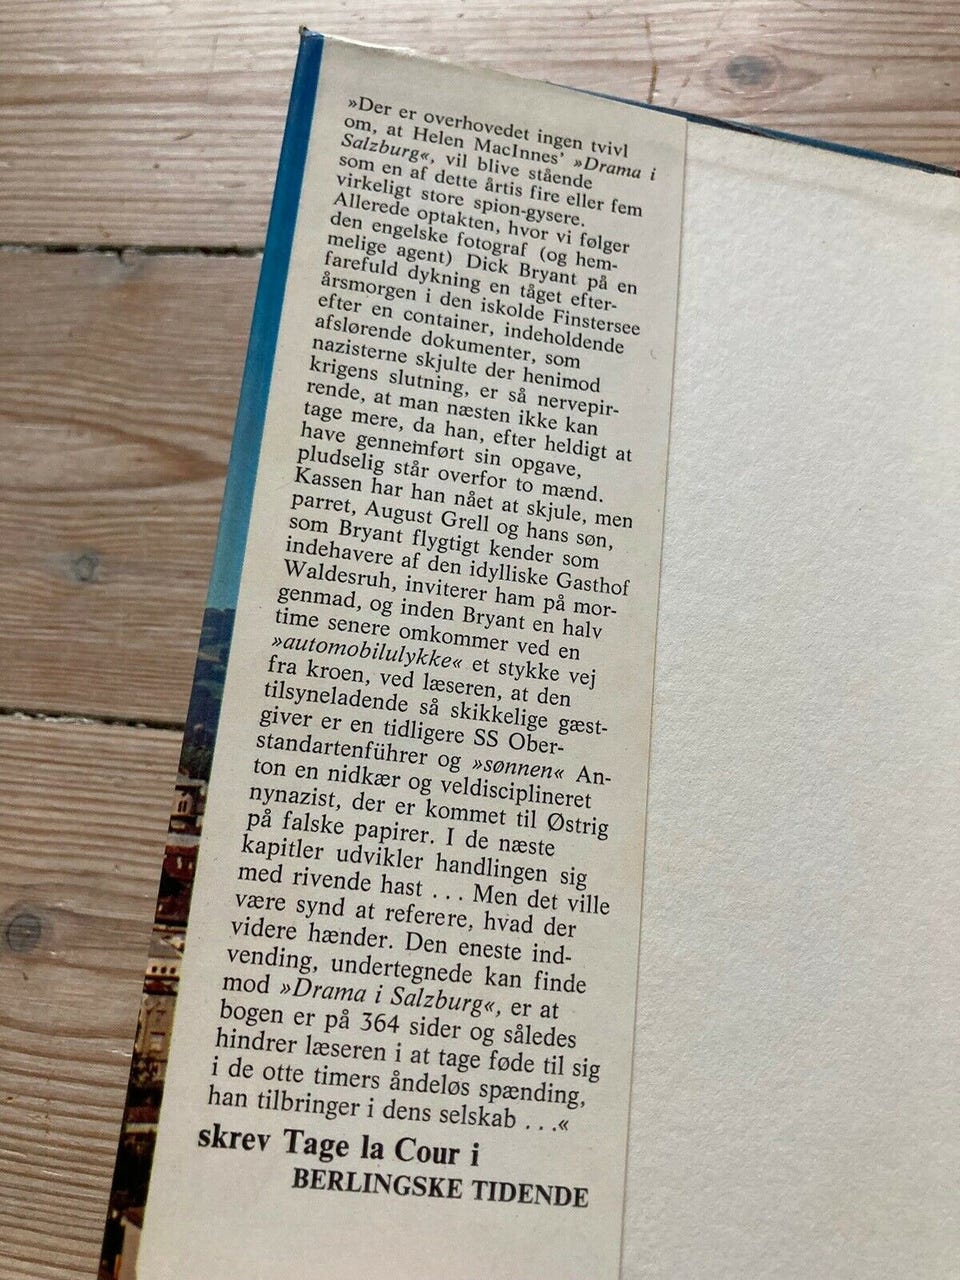 »Der er overhovedet ingen tvivl
om, at Helen MacInnes' »Drama i
Salzburg«, vil blive stående
som en af dette årtis fire eller fem
virkeligt store spion-gysere.
Allerede optakten, hvor vi følger
den engelske fotograf (og hem-
melige agent) Dick Bryant på en
farefuld dykning en tåget efter-
årsmorgen i den iskolde Finstersee
efter en container, indeholdende
afslørende dokumenter, som
nazisterne skjulte der henimod
krigens slutning, er så nervepir-
rende, at man næsten ikke kan
tage mere, da han, efter heldigt at
have gennemført sin opgave,
pludselig står overfor to mænd.
Kassen har han nået at skjule, men
parret, August Grell og hans søn,
som Bryant flygtigt kender som
indehavere af den idylliske Gasthof
Waldesruh, inviterer ham på mor-
genmad, og inden Bryant en halv
time senere omkommer ved en
»automobilulykke« et stykke vej
fra kroen, ved læseren, at den
tilsyneladende så skikkelige gæst-
giver er en tidligere SS Ober-
standartenführer og »sønnen« An-
ton en nidkær og veldisciplineret
nynazist, der er kommet til Østrig
på falske papirer. I de næste
kapitler udvikler handlingen sig
med rivende hast . . . Men det ville
være synd at referere, hvad der
videre hænder. Den eneste ind-
vending, undertegnede kan finde
mod »Drama i Salzburg«, er at
bogen er på 364 sider og således
hindrer læseren i at tage føde til sig
i de otte timers åndeløs spænding,
han tilbringer i dens selskab . . .«
skrev Tage la Cour i
BERLINGSKE TIDENDE